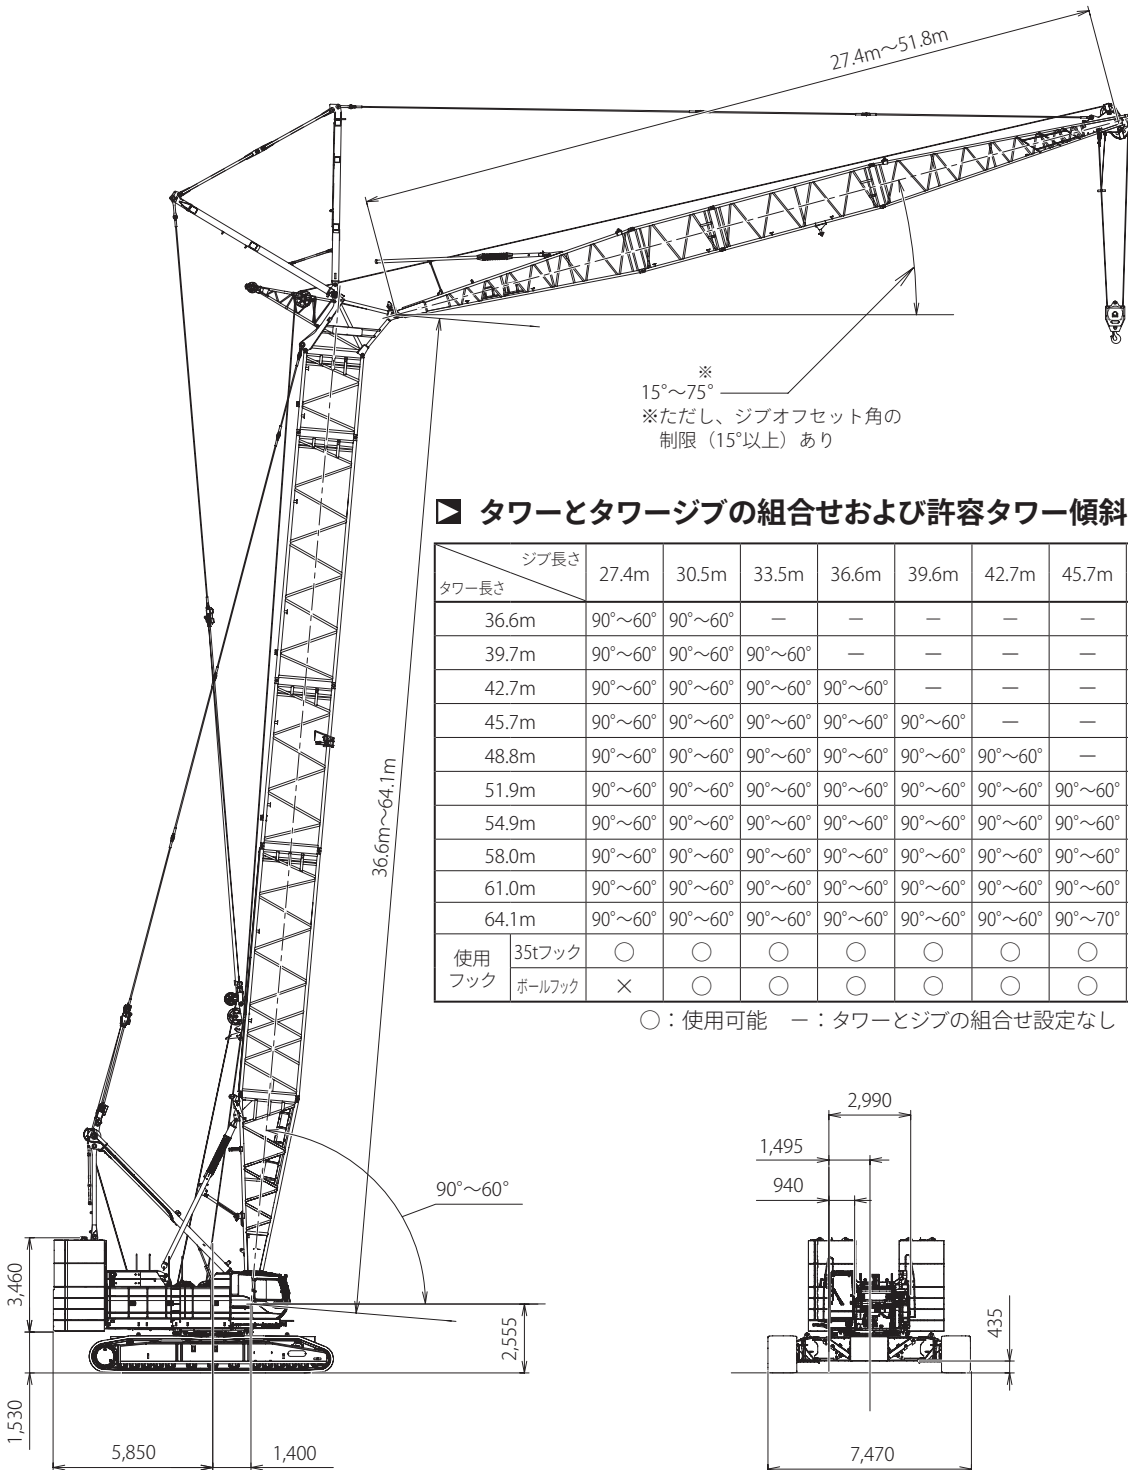 27.4m～51.8m
※
15°～75°
※ただし、ジブオフセット角の
制限（15°以上）あり
タワーとタワージブの組合せおよび許容タワー傾斜
ジブ長さ
タワー長さ
27.4m 30.5m 33.5m 36.6m 39.6m 42.7m 45.7m
36.6m 90°～60° 90°～60° － － － － －
39.7m 90°～60° 90°～60° 90°～60° － － － －
42.7m 90°～60° 90°～60° 90°～60° 90°～60° － － －
45.7m 90°～60° 90°～60° 90°～60° 90°～60° 90°～60° － －
48.8m 90°～60° 90°～60° 90°～60° 90°～60° 90°～60° 90°～60° －
51.9m 90°～60° 90°～60° 90°～60° 90°～60° 90°～60° 90°～60° 90°～60°
54.9m 90°～60° 90°～60° 90°～60° 90°～60° 90°～60° 90°～60° 90°～60°
58.0m 90°～60° 90°～60° 90°～60° 90°～60° 90°～60° 90°～60° 90°～60°
61.0m 90°～60° 90°～60° 90°～60° 90°～60° 90°～60° 90°～60° 90°～60°
64.1m 90°～60° 90°～60° 90°～60° 90°～60° 90°～60° 90°～60° 90°～70°
使用
フック
35tフック ○ ○ ○ ○ ○ ○ ○
ボールフック × ○ ○ ○ ○ ○ ○
○：使用可能　－：タワーとジブの組合せ設定なし
36.6m～64.1m
90°～60°
3,460
1,530
2,555
5,850
1,400
2,990
1,495
940
435
7,470